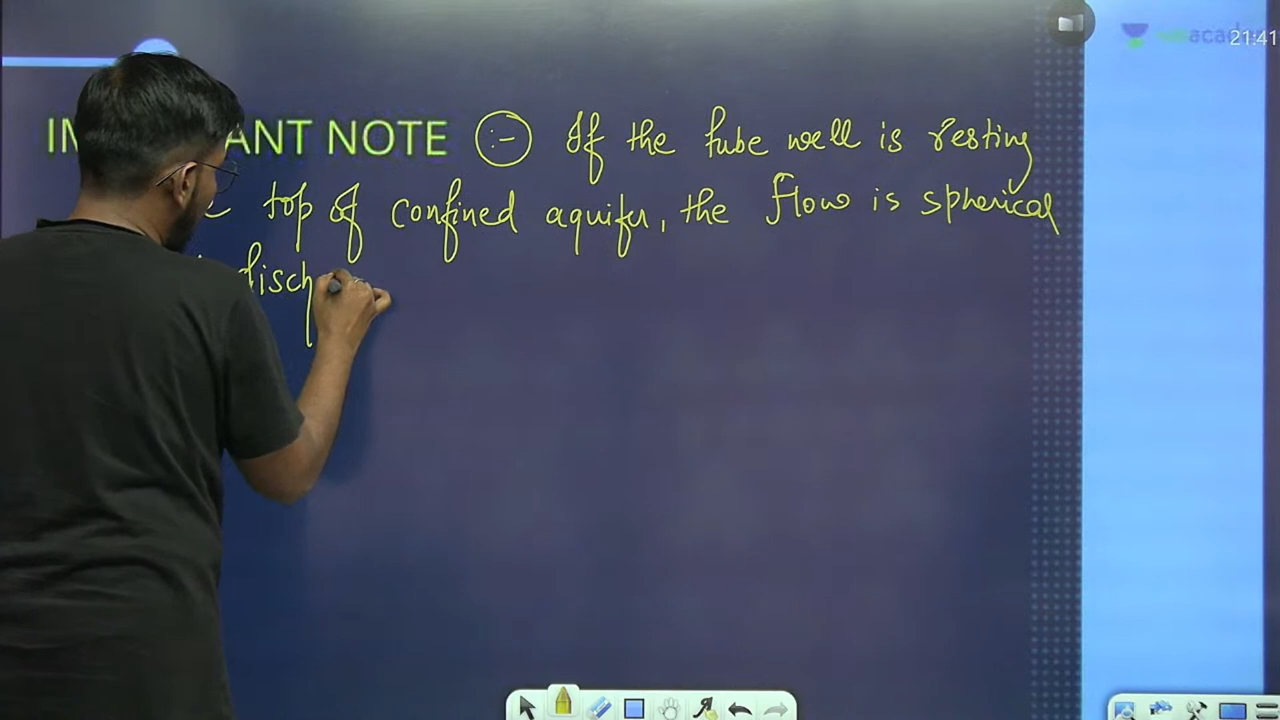 21:41
IM ANT NOTE :- If the tube well is resting
top of confined aquifer, the flow is spherical
disch